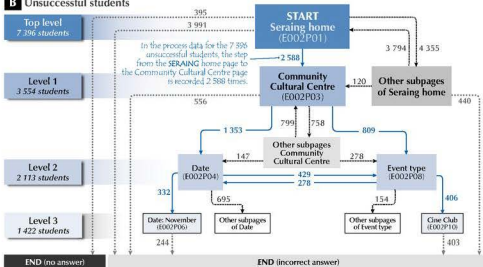 B Unsuccessful students
Top level
7 396 students
395
3 991
START
Seraing home
(E002P01)
In the process data for the 7 396
unsuccessful students, the step
from the SERAING home page to
the Community Cultural Centre page
is recorded 2 588 times.
2 588
3 794
4 355
Level 1
3 554 students
Community
Cultural Centre
(E002P03)
120
Other subpages
of Seraing home
556
440
799
758
1 353
809
Other subpages
Community
Cultural Centre
147
278
Level 2
2 113 students
Date
(E002P04)
429
278
Event type
(E002P08)
332
695
154
406
Level 3
1 422 students
Date: November
(E002P06)
Other subpages
of Date
Other subpages
of Event type
Cine Club
(E002P10)
244
403
END (no answer)
END (incorrect answer)